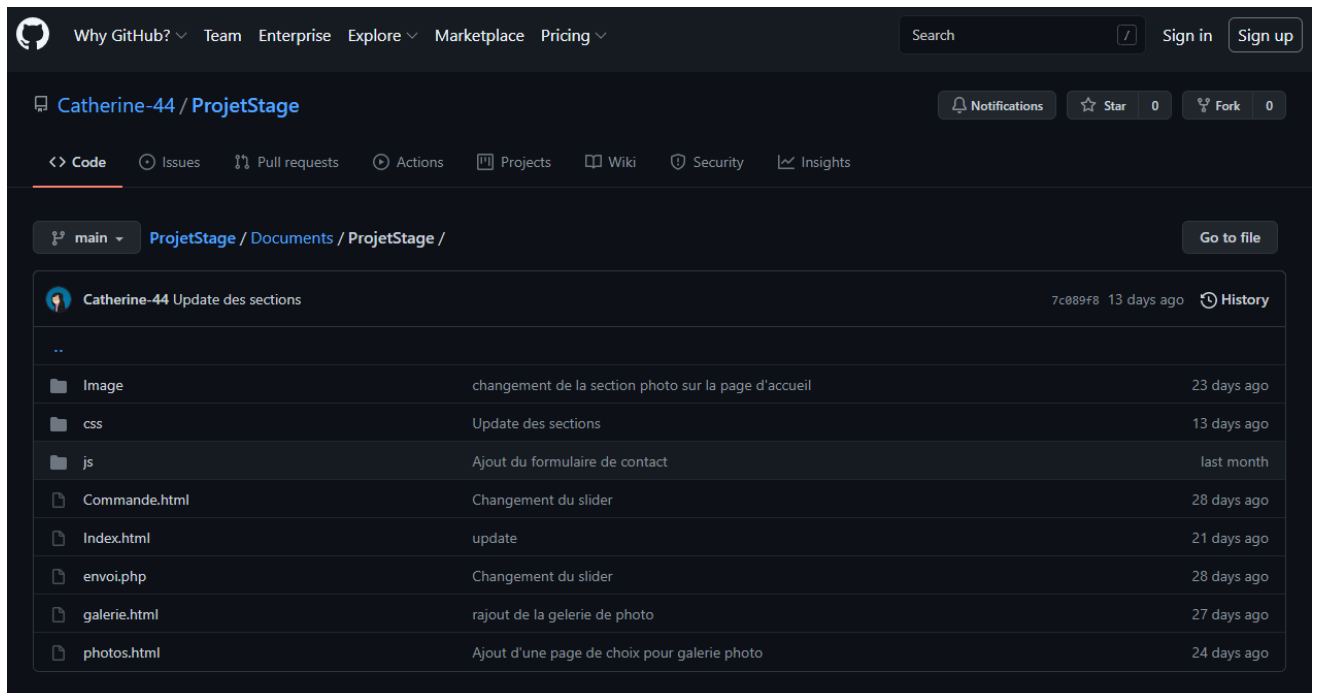 Why GitHub? Team Enterprise Explore Marketplace Pricing Search / Sign in Sign up
Catherine-44 / ProjetStage Notifications Star 0 Fork 0
Code Issues Pull requests Actions Projects Wiki Security Insights
main ProjetStage / Documents / ProjetStage / Go to file
Catherine-44 Update des sections 7c089f8 13 days ago History
..
Image changement de la section photo sur la page d'accueil 23 days ago
css Update des sections 13 days ago
js Ajout du formulaire de contact last month
Commande.html Changement du slider 28 days ago
Index.html update 21 days ago
envoi.php Changement du slider 28 days ago
galerie.html rajout de la gelerie de photo 27 days ago
photos.html Ajout d'une page de choix pour galerie photo 24 days ago